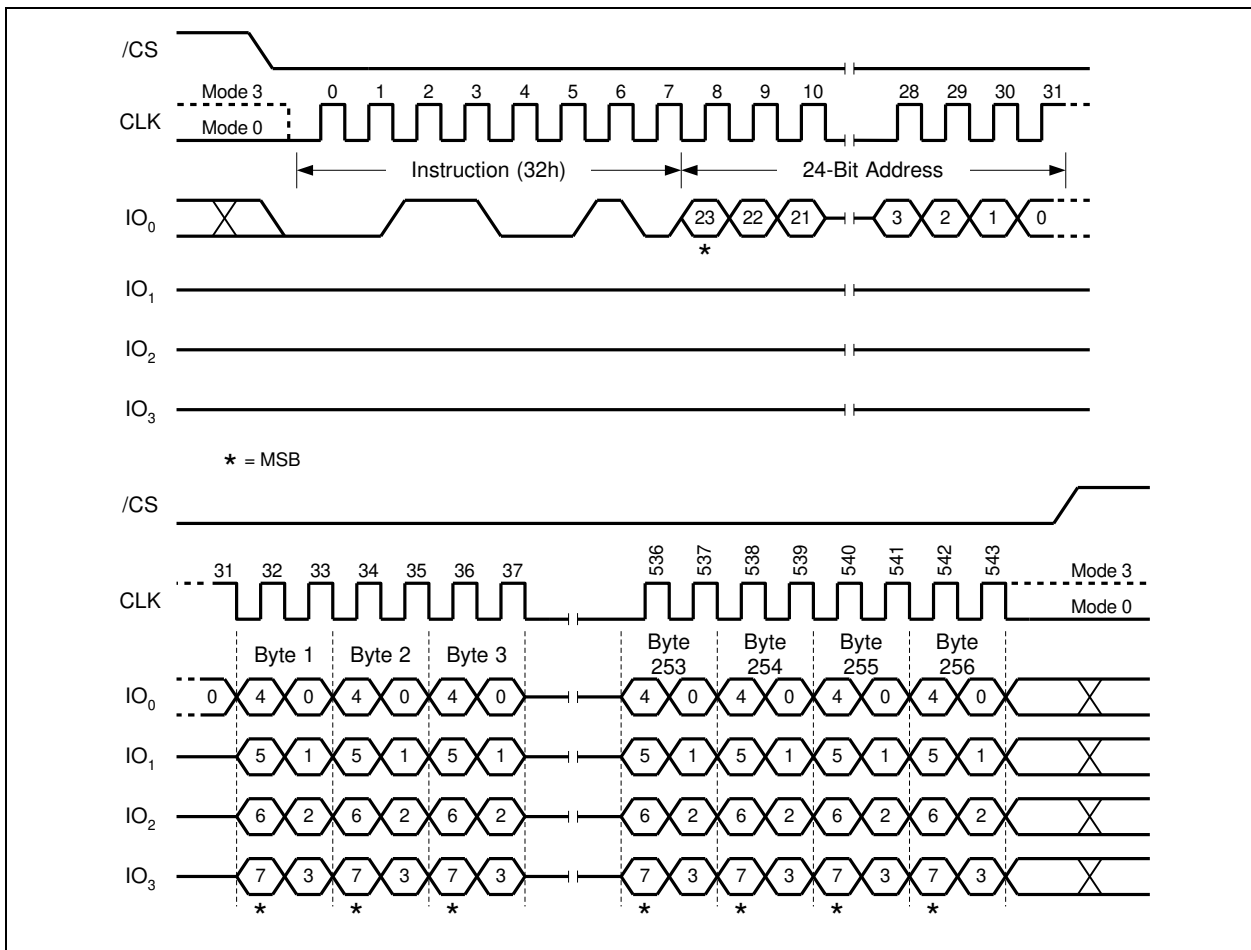 /CS
Mode 3 0 1 2 3 4 5 6 7 8 9 10 28 29 30 31
CLK
Mode 0
Instruction (32h) 24-Bit Address
IO0 23 22 21 3 2 1 0
*
IO1
IO2
IO3
* = MSB
/CS
31 32 33 34 35 36 37 536 537 538 539 540 541 542 543 Mode 3
CLK
Mode 0
Byte 1 Byte 2 Byte 3 Byte 253 Byte 254 Byte 255 Byte 256
IO0 0 4 0 4 0 4 0 4 0 4 0 4 0 4 0
IO1 5 1 5 1 5 1 5 1 5 1 5 1 5 1
IO2 6 2 6 2 6 2 6 2 6 2 6 2 6 2
IO3 7 3 7 3 7 3 7 3 7 3 7 3 7 3
* * * * * * *